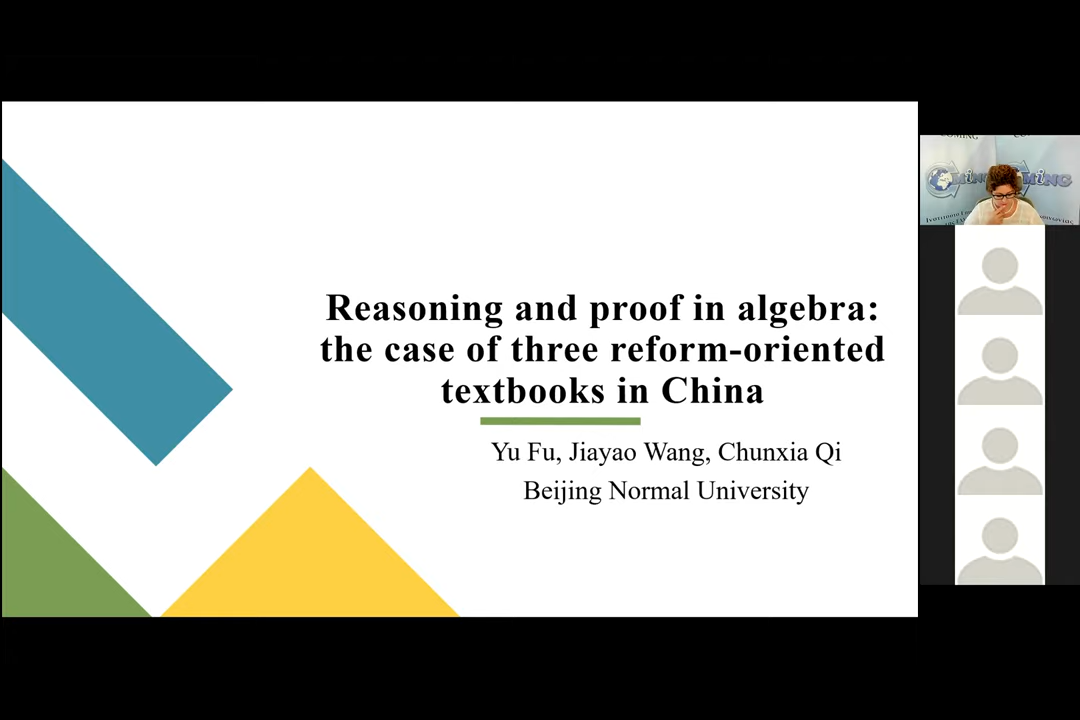 Reasoning and proof in algebra:
the case of three reform-oriented
textbooks in China
Yu Fu, Jiayao Wang, Chunxia Qi
Beijing Normal University